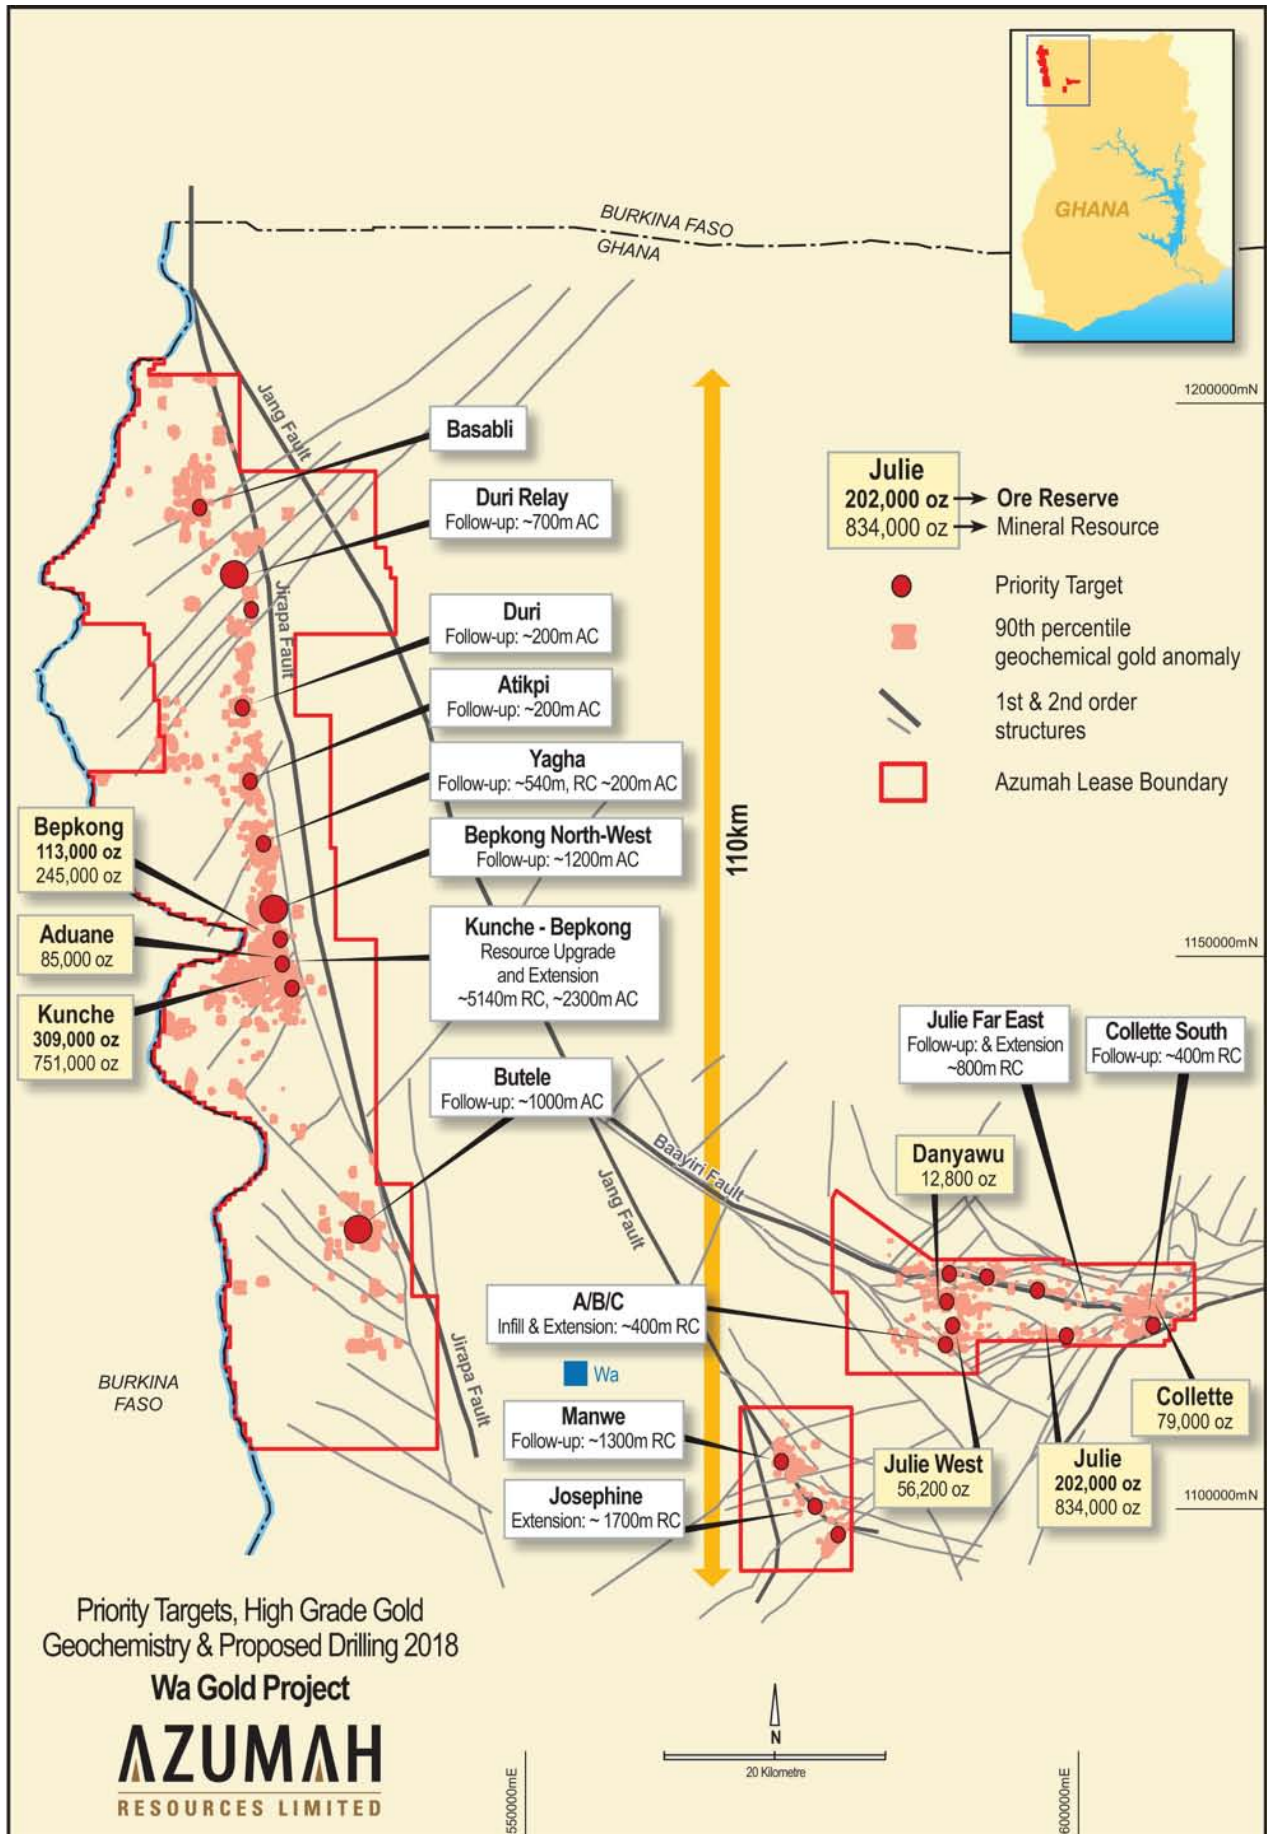 BURKINA FASO
GHANA
GHANA
1200000mN
Jang Fault
Basabli
Duri Relay
Follow-up: ~700m AC
Jirapa Fault
Duri
Follow-up: ~200m AC
Atikpi
Follow-up: ~200m AC
Yagha
Follow-up: ~540m, RC ~200m AC
Bepkong North-West
Follow-up: ~1200m AC
Kunche - Bepkong
Resource Upgrade
and Extension
~5140m RC, ~2300m AC
Butele
Follow-up: ~1000m AC
110km
Julie
202,000 oz
834,000 oz
Ore Reserve
Mineral Resource
Priority Target
90th percentile
geochemical gold anomaly
1st & 2nd order
structures
Azumah Lease Boundary
Bepkong
113,000 oz
245,000 oz
Aduane
85,000 oz
Kunche
309,000 oz
751,000 oz
1150000mN
Julie Far East
Follow-up: & Extension
~800m RC
Collette South
Follow-up: ~400m RC
Danyawu
12,800 oz
Baayiri Fault
Jang Fault
A/B/C
Infill & Extension: ~400m RC
Wa
Jirapa Fault
BURKINA
FASO
Manwe
Follow-up: ~1300m RC
Josephine
Extension: ~ 1700m RC
Collette
79,000 oz
Julie West
56,200 oz
Julie
202,000 oz
834,000 oz
1100000mN
Priority Targets, High Grade Gold
Geochemistry & Proposed Drilling 2018
Wa Gold Project
AZUMAH
RESOURCES LIMITED
N
20 Kilometre
550000mE
600000mE